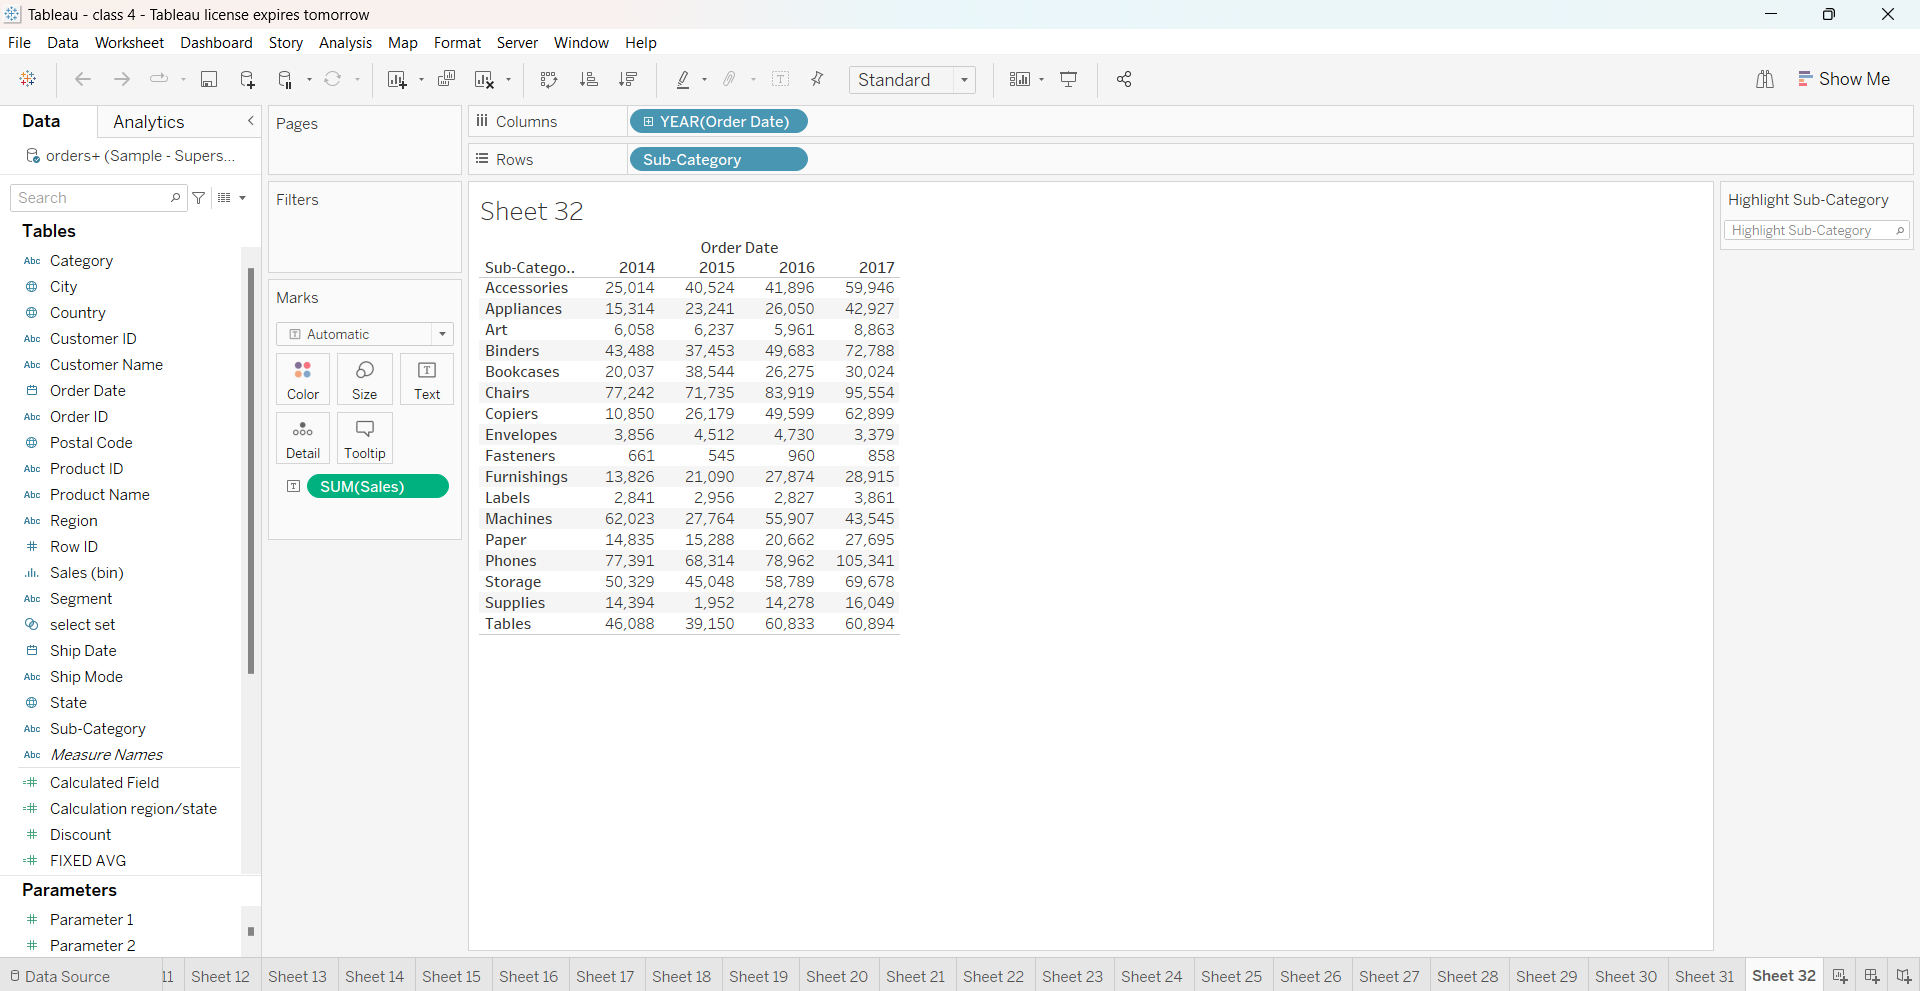 Tableau - class 4 - Tableau license expires tomorrow
File Data Worksheet Dashboard Story Analysis Map Format Server Window Help
Standard
Show Me
Data Analytics
orders+ (Sample - Supers...
Search
Tables
Abc Category
City
Country
Abc Customer ID
Abc Customer Name
Order Date
Abc Order ID
Postal Code
Abc Product ID
Abc Product Name
Abc Region
# Row ID
Sales (bin)
Abc Segment
select set
Ship Date
Abc Ship Mode
State
Abc Sub-Category
Abc Measure Names
=# Calculated Field
=# Calculation region/state
# Discount
=# FIXED AVG
Parameters
# Parameter 1
# Parameter 2
Pages
Filters
Marks
T Automatic
Color Size T Text
Detail Tooltip
T SUM(Sales)
Columns YEAR(Order Date)
Rows Sub-Category
Sheet 32
Order Date
Sub-Catego.. 2014 2015 2016 2017
Accessories 25,014 40,524 41,896 59,946
Appliances 15,314 23,241 26,050 42,927
Art 6,058 6,237 5,961 8,863
Binders 43,488 37,453 49,683 72,788
Bookcases 20,037 38,544 26,275 30,024
Chairs 77,242 71,735 83,919 95,554
Copiers 10,850 26,179 49,599 62,899
Envelopes 3,856 4,512 4,730 3,379
Fasteners 661 545 960 858
Furnishings 13,826 21,090 27,874 28,915
Labels 2,841 2,956 2,827 3,861
Machines 62,023 27,764 55,907 43,545
Paper 14,835 15,288 20,662 27,695
Phones 77,391 68,314 78,962 105,341
Storage 50,329 45,048 58,789 69,678
Supplies 14,394 1,952 14,278 16,049
Tables 46,088 39,150 60,833 60,894
Highlight Sub-Category
Highlight Sub-Category
Data Source 11 Sheet 12 Sheet 13 Sheet 14 Sheet 15 Sheet 16 Sheet 17 Sheet 18 Sheet 19 Sheet 20 Sheet 21 Sheet 22 Sheet 23 Sheet 24 Sheet 25 Sheet 26 Sheet 27 Sheet 28 Sheet 29 Sheet 30 Sheet 31 Sheet 32